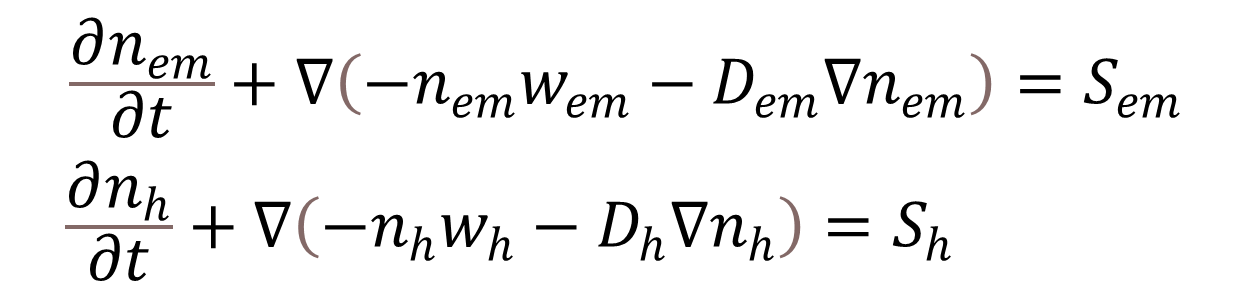 ∂n_em/∂t + ∇(−n_em w_em − D_em ∇n_em) = S_em
∂n_h/∂t + ∇(−n_h w_h − D_h ∇n_h) = S_h